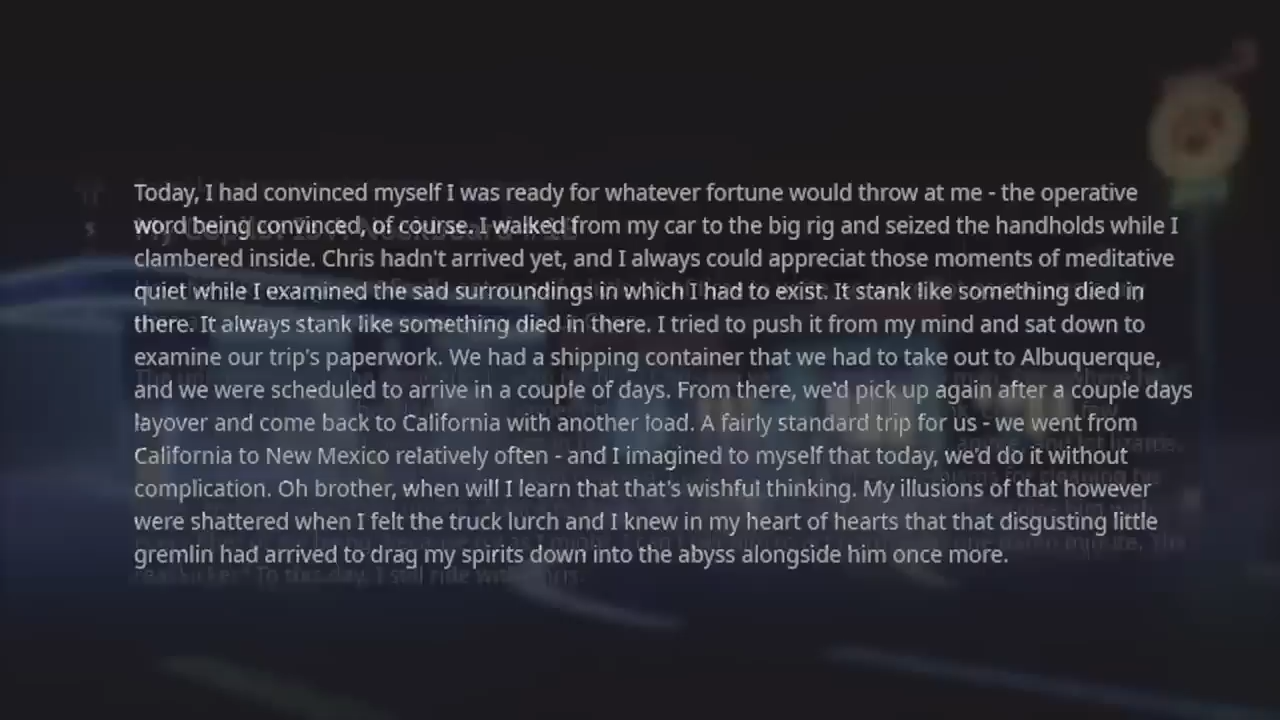 Today, I had convinced myself I was ready for whatever fortune would throw at me - the operative
word being convinced, of course. I walked from my car to the big rig and seized the handholds while I
clambered inside. Chris hadn't arrived yet, and I always could appreciat those moments of meditative
quiet while I examined the sad surroundings in which I had to exist. It stank like something died in
there. It always stank like something died in there. I tried to push it from my mind and sat down to
examine our trip's paperwork. We had a shipping container that we had to take out to Albuquerque,
and we were scheduled to arrive in a couple of days. From there, we'd pick up again after a couple days
layover and come back to California with another load. A fairly standard trip for us - we went from
California to New Mexico relatively often - and I imagined to myself that today, we'd do it without
complication. Oh brother, when will I learn that that's wishful thinking. My illusions of that however
were shattered when I felt the truck lurch and I knew in my heart of hearts that that disgusting little
gremlin had arrived to drag my spirits down into the abyss alongside him once more.